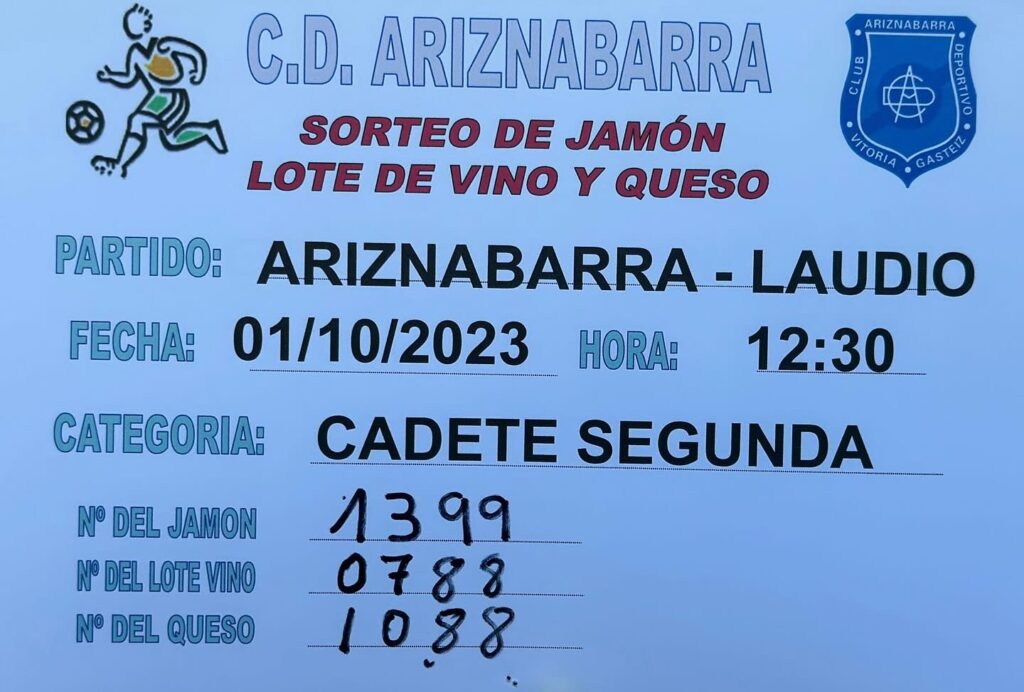 C.D. ARIZNABARRA
SORTEO DE JAMÓN
LOTE DE VINO Y QUESO
ARIZNABARRA
CLUB
DEPORTIVO
VITORIA • GASTEIZ
PARTIDO: ARIZNABARRA - LAUDIO
FECHA: 01/10/2023 HORA: 12:30
CATEGORIA: CADETE SEGUNDA
Nº DEL JAMON 1399
Nº DEL LOTE VINO 0788
Nº DEL QUESO 1088